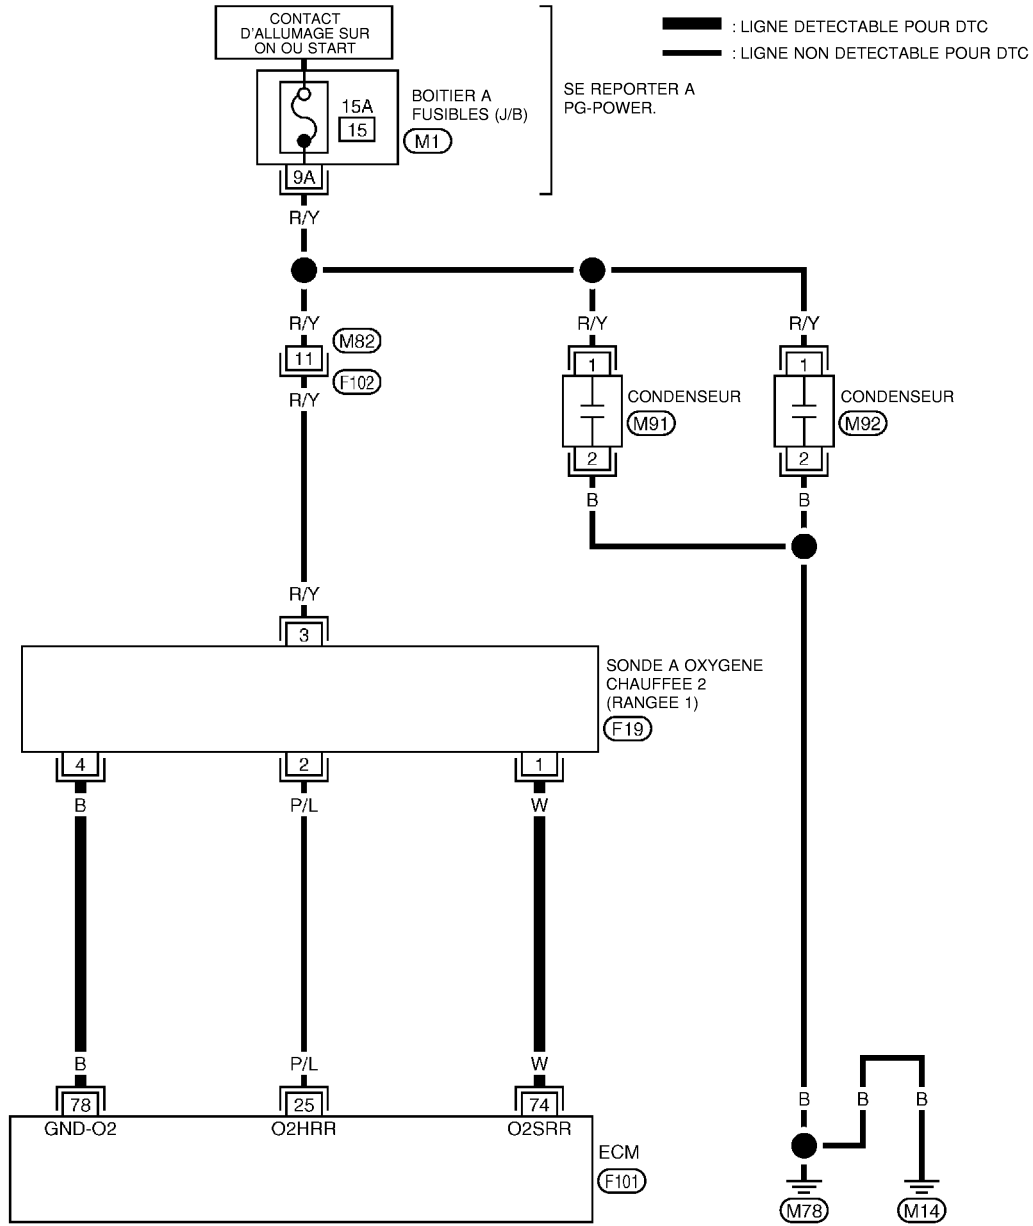 CONTACT
D'ALLUMAGE SUR
ON OU START
: LIGNE DETECTABLE POUR DTC
: LIGNE NON DETECTABLE POUR DTC
15A
15
BOITIER A
FUSIBLES (J/B)
M1
SE REPORTER A
PG-POWER.
9A
R/Y
R/Y
R/Y
R/Y
11
M82
F102
R/Y
1
1
CONDENSEUR
M91
CONDENSEUR
M92
2
2
B
B
R/Y
3
SONDE A OXYGENE
CHAUFFEE 2
(RANGEE 1)
F19
4
2
1
B
P/L
W
B
P/L
W
B
B
B
78
25
74
GND-O2
O2HRR
O2SRR
ECM
F101
M78
M14